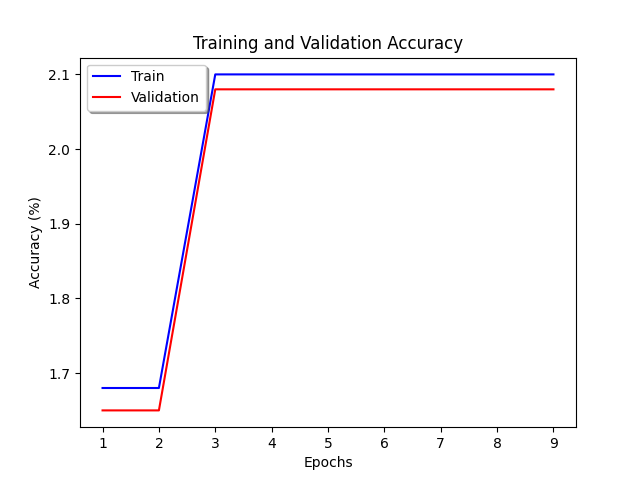 Training and Validation Accuracy
Train
Validation
Accuracy (%)
2.1
2.0
1.9
1.8
1.7
1 2 3 4 5 6 7 8 9
Epochs